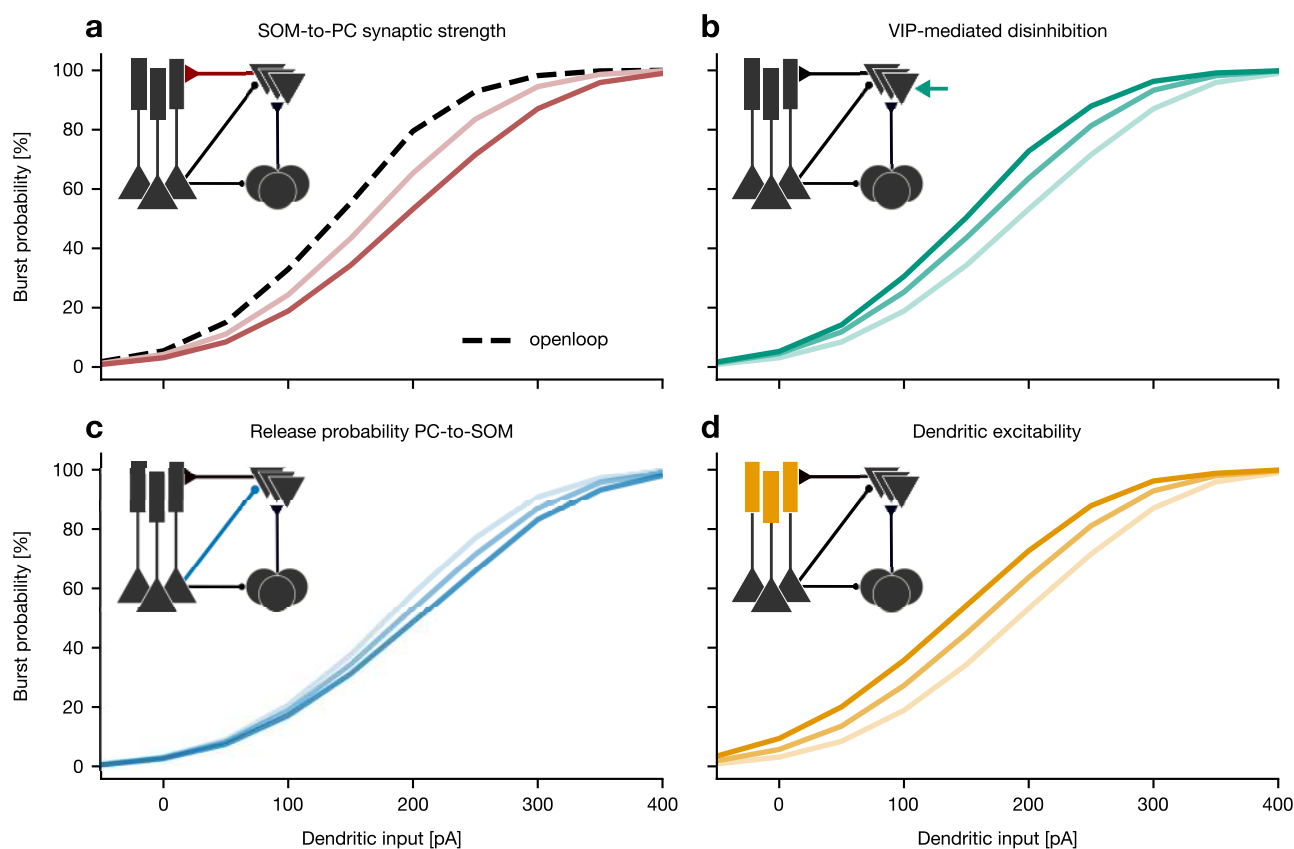 a
SOM-to-PC synaptic strength
100
80
60
40
20
0
Burst probability [%]
openloop
b
VIP-mediated disinhibition
c
Release probability PC-to-SOM
100
80
60
40
20
0
Burst probability [%]
0
100
200
300
400
Dendritic input [pA]
d
Dendritic excitability
0
100
200
300
400
Dendritic input [pA]